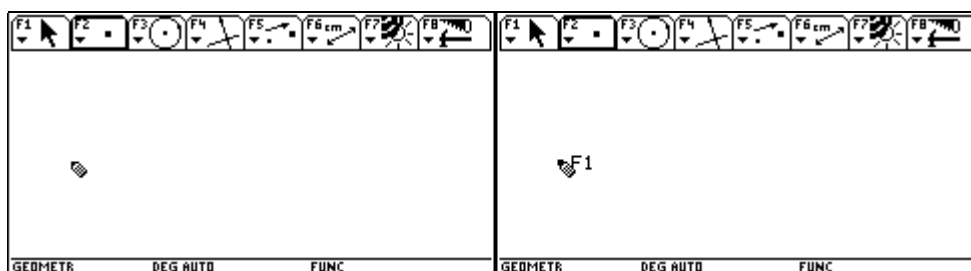 F1 F2 F3 F4 F5 F6 cm F7 F8
F1 F2 F3 F4 F5 F6 cm F7 F8
F1
GEOMETR DEG AUTO FUNC
GEOMETR DEG AUTO FUNC